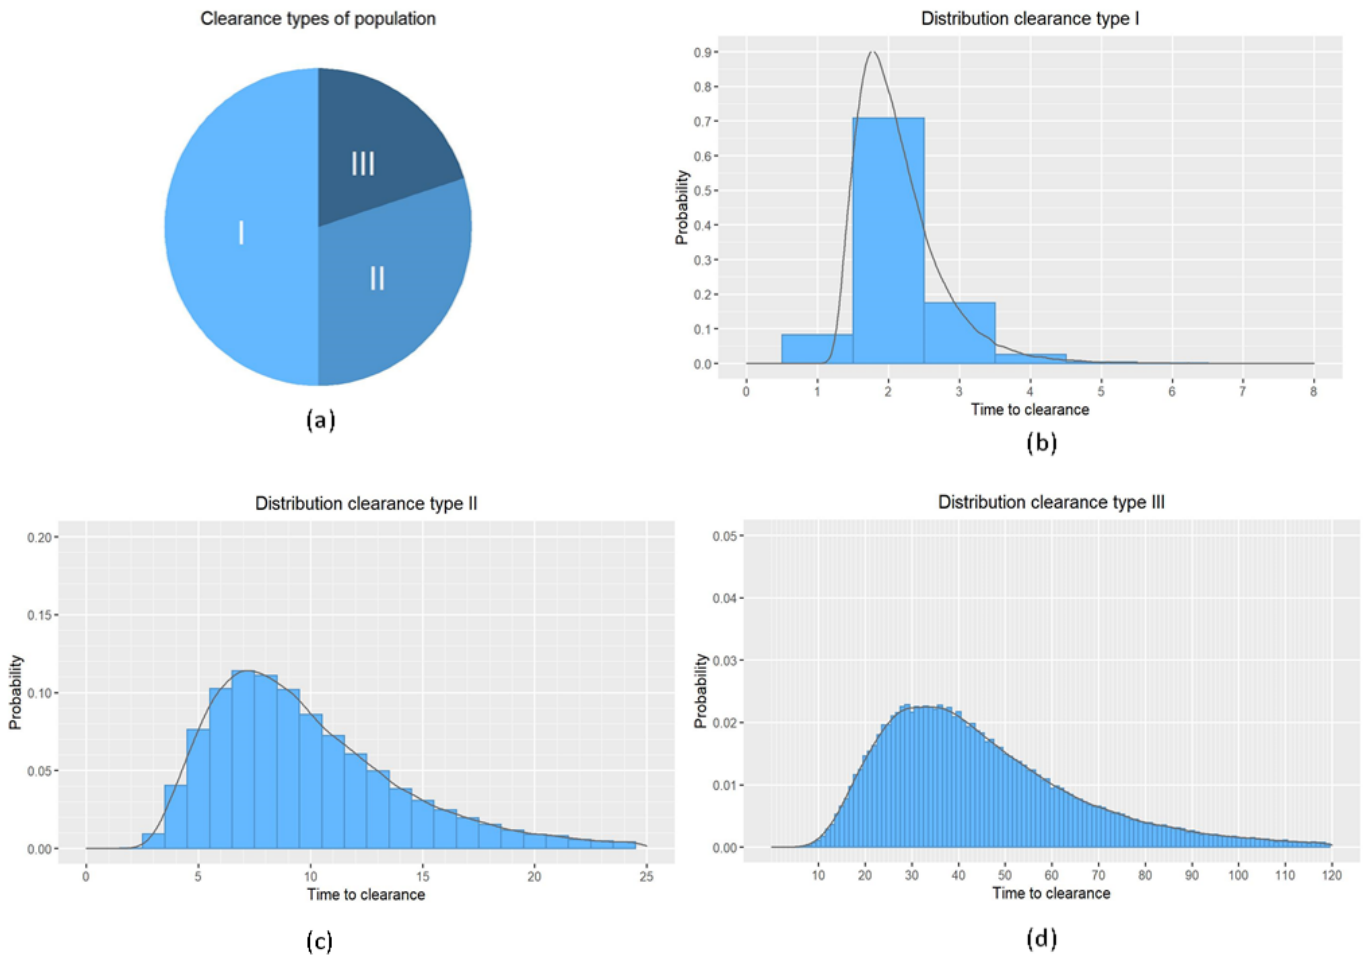 Clearance types of population
III
I
II
(a)
Distribution clearance type I
Probability
0.9
0.7
0.6
0.5
0.4
0.3
0.2
0.1
0.0
0 1 2 3 4 5 6 7 8
Time to clearance
(b)
Distribution clearance type II
Probability
0.20
0.15
0.10
0.05
0.00
0 5 10 15 20 25
Time to clearance
(c)
Distribution clearance type III
Probability
0.05
0.04
0.03
0.02
0.01
0.00
10 20 30 40 50 60 70 80 90 100 110 120
Time to clearance
(d)